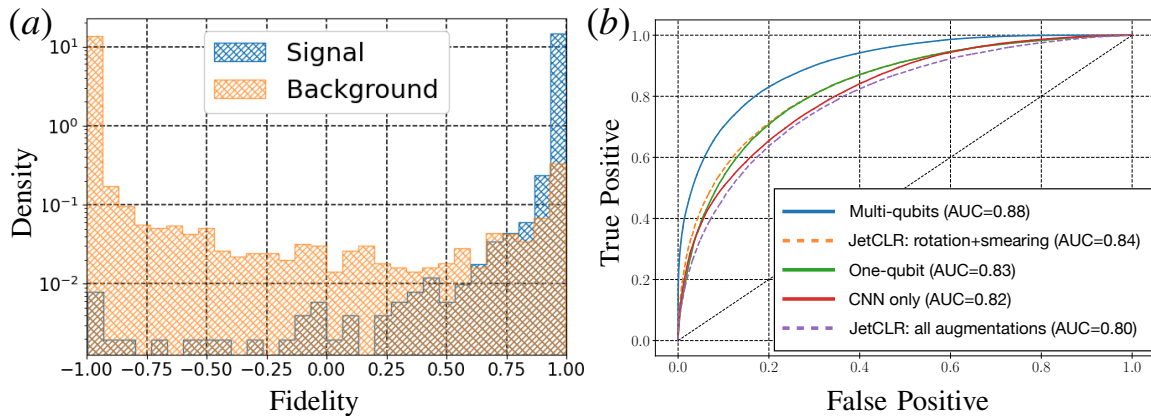 (a)
10¹
10⁰
10⁻¹
10⁻²
Density
Signal
Background
−1.00 −0.75 −0.50 −0.25 0.00 0.25 0.50 0.75 1.00
Fidelity
(b)
1.0
0.8
0.6
0.4
0.2
0.0
True Positive
Multi-qubits (AUC=0.88)
JetCLR: rotation+smearing (AUC=0.84)
One-qubit (AUC=0.83)
CNN only (AUC=0.82)
JetCLR: all augmentations (AUC=0.80)
0.0 0.2 0.4 0.6 0.8 1.0
False Positive